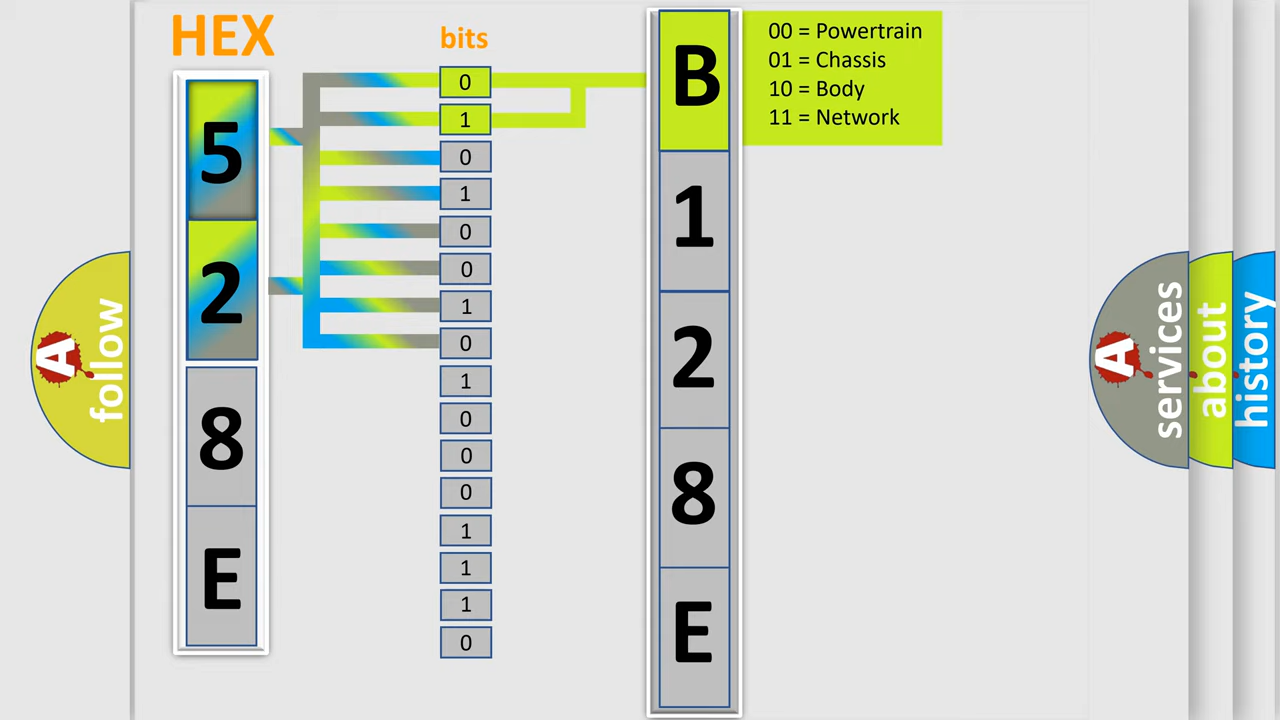 HEX
bits
5
2
8
E
0
1
0
1
0
0
1
0
1
0
0
0
1
1
1
0
B
1
2
8
E
00 = Powertrain
01 = Chassis
10 = Body
11 = Network
A
follow
A
services
about
history